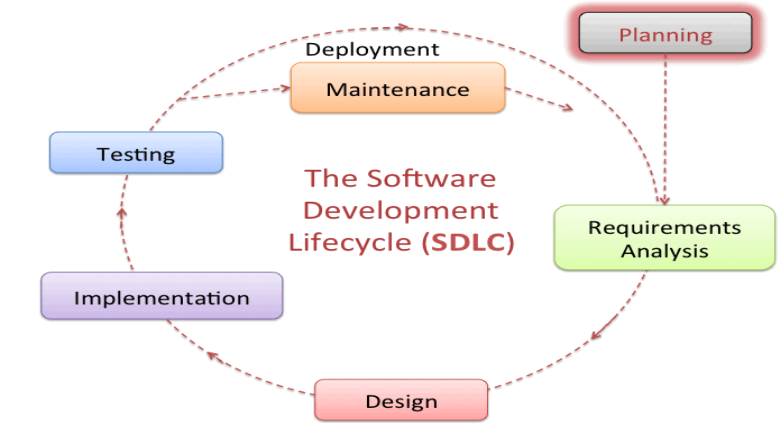 Planning
Deployment
Maintenance
Testing
The Software
Development
Lifecycle (SDLC)
Requirements
Analysis
Implementation
Design